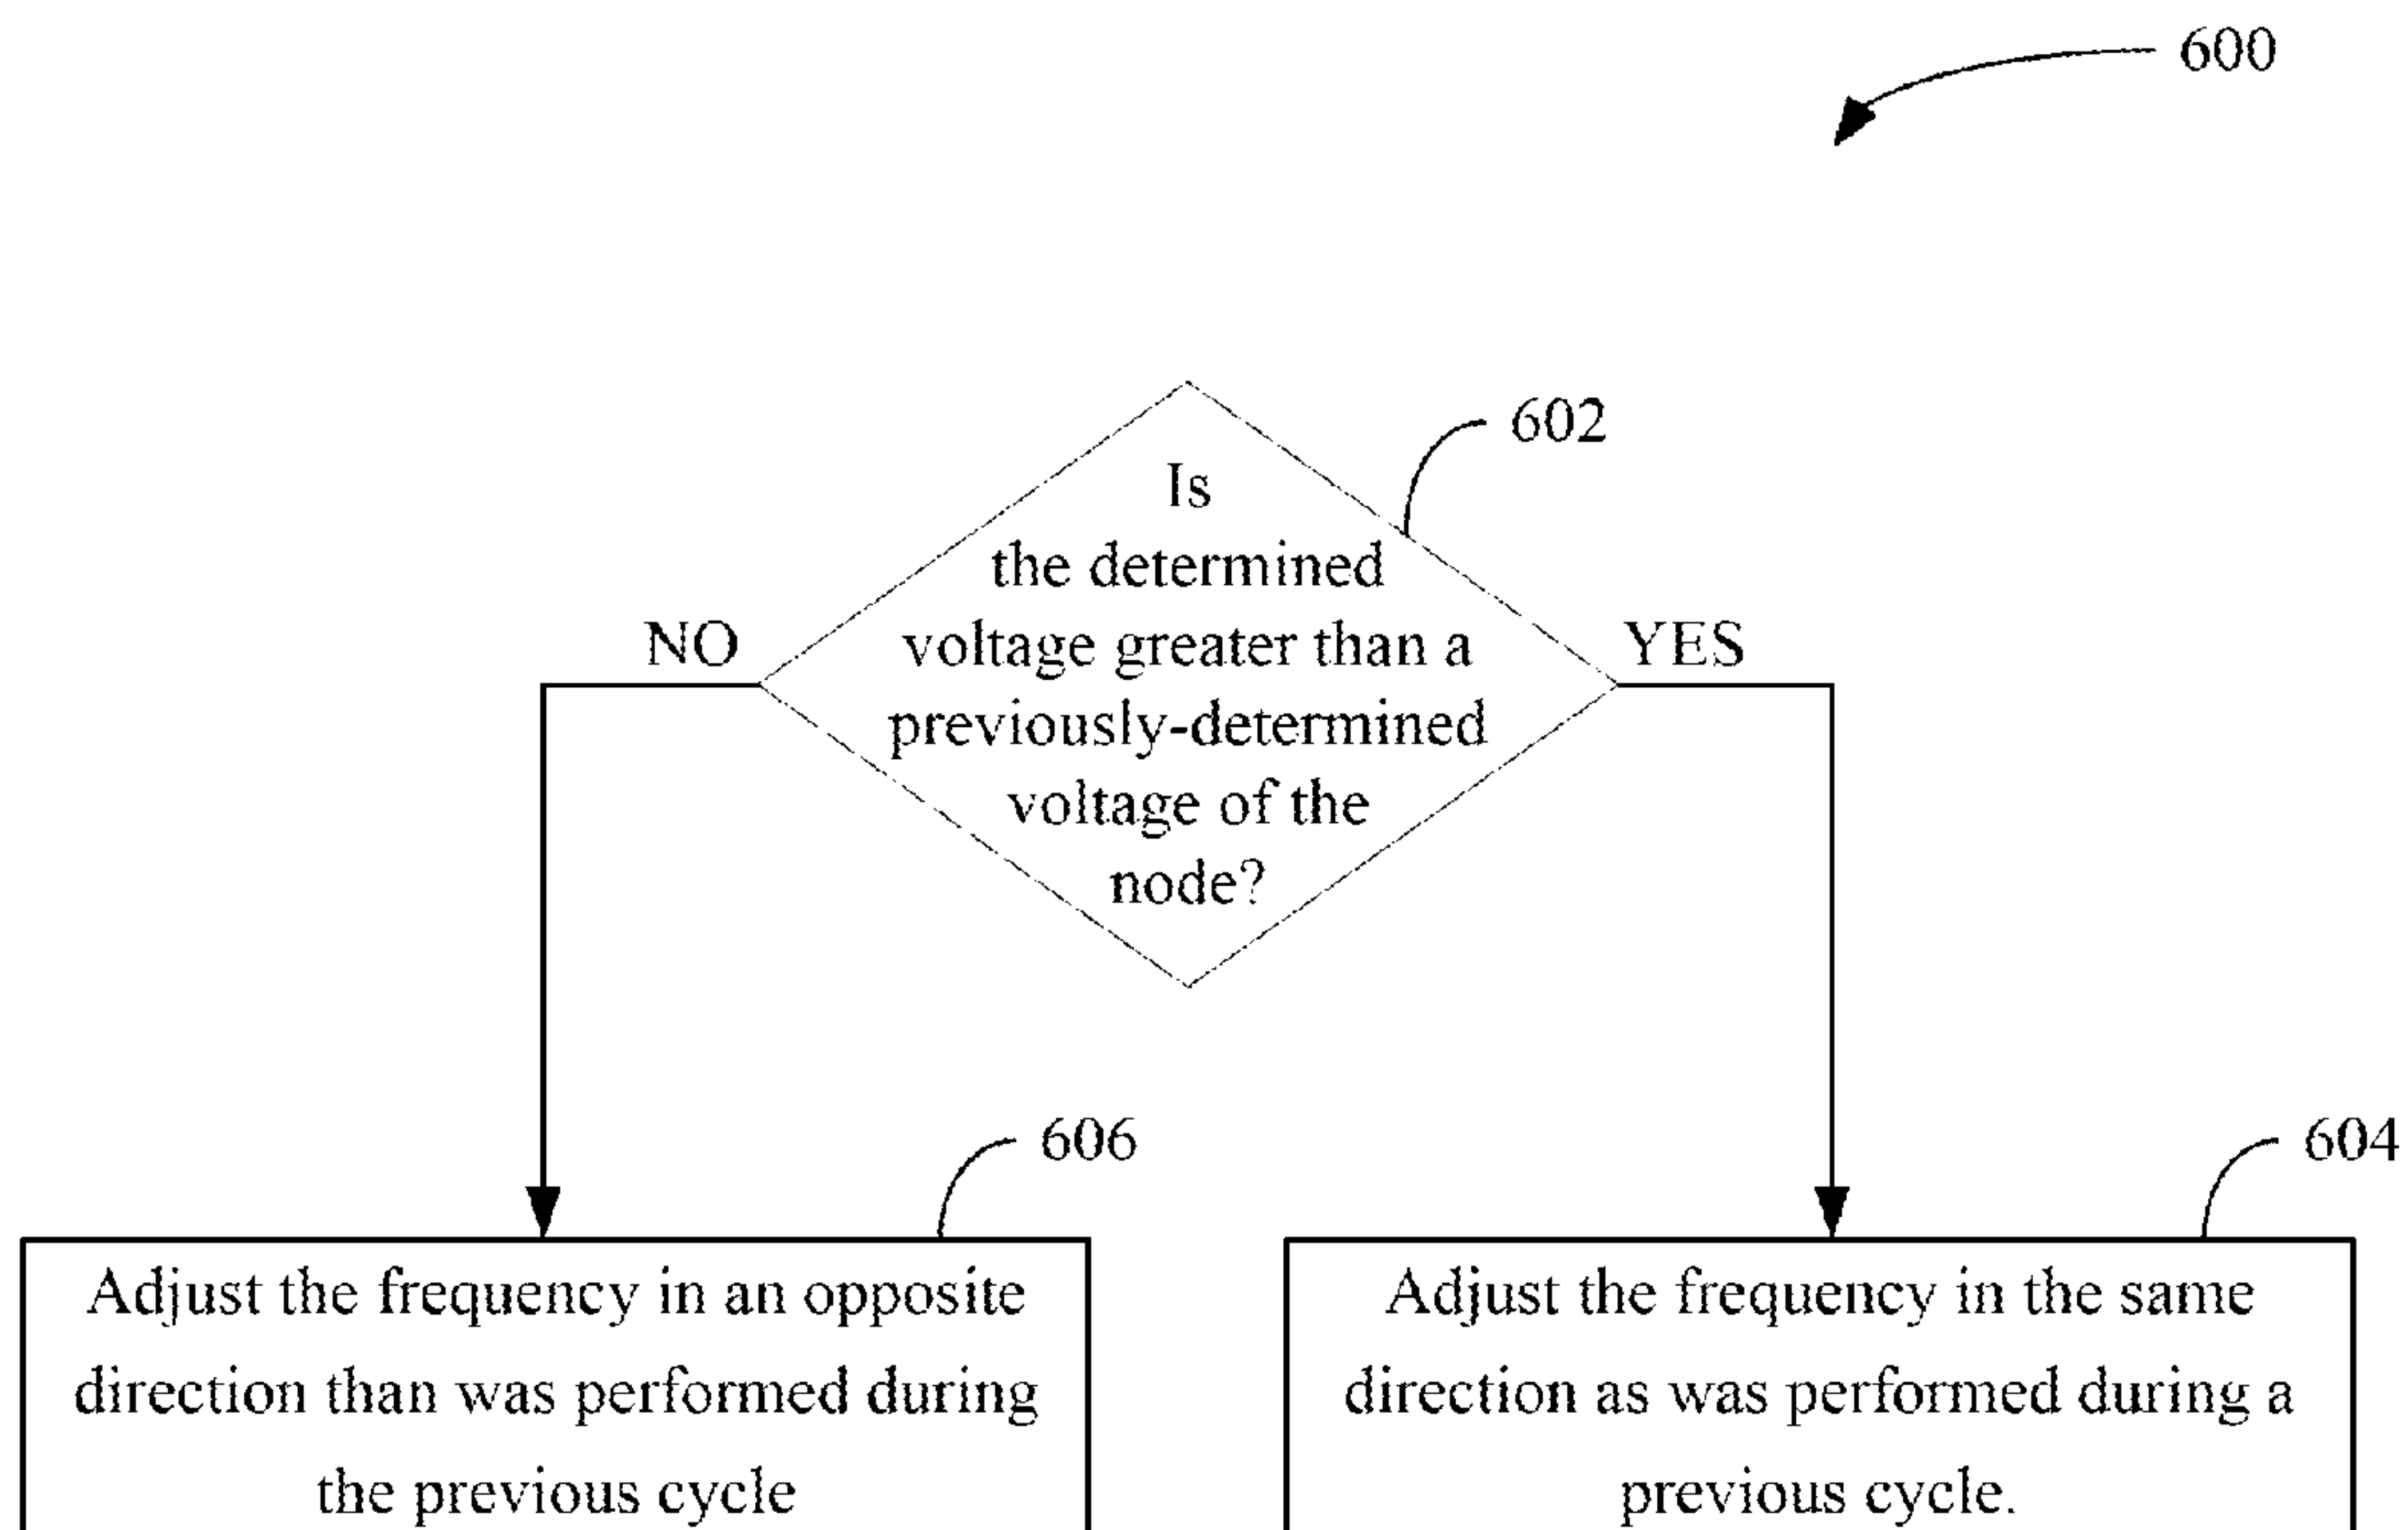 600
602
Is
the determined
voltage greater than a
previously-determined
voltage of the
node?
NO
YES
606
604
Adjust the frequency in an opposite
direction than was performed during
the previous cycle
Adjust the frequency in the same
direction as was performed during a
previous cycle.